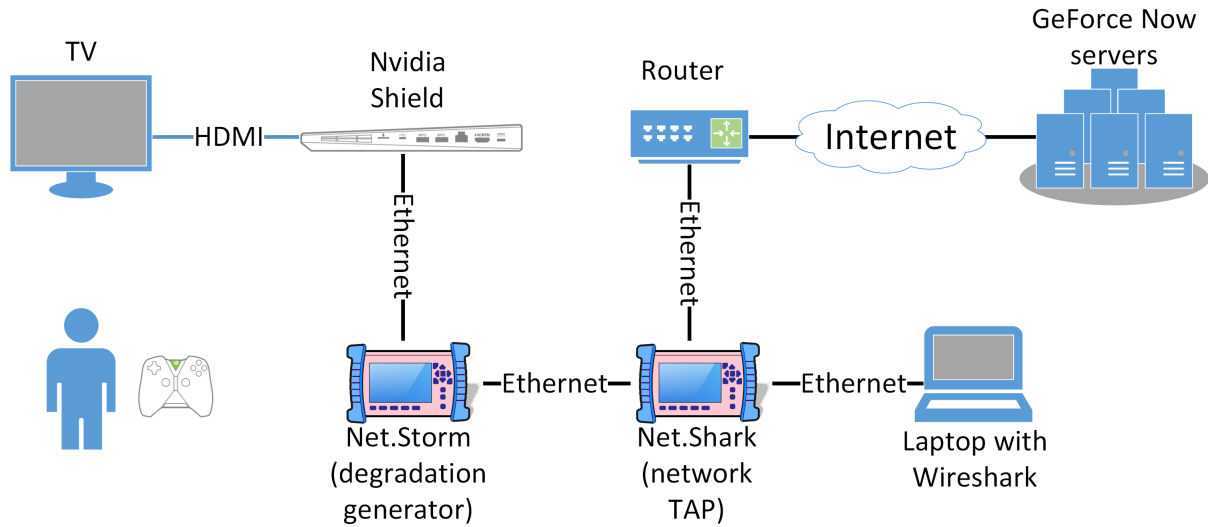 TV
Nvidia
Shield
Router
GeForce Now
servers
HDMI
Internet
Ethernet
Ethernet
Ethernet
Ethernet
Net.Storm
(degradation
generator)
Net.Shark
(network
TAP)
Laptop with
Wireshark